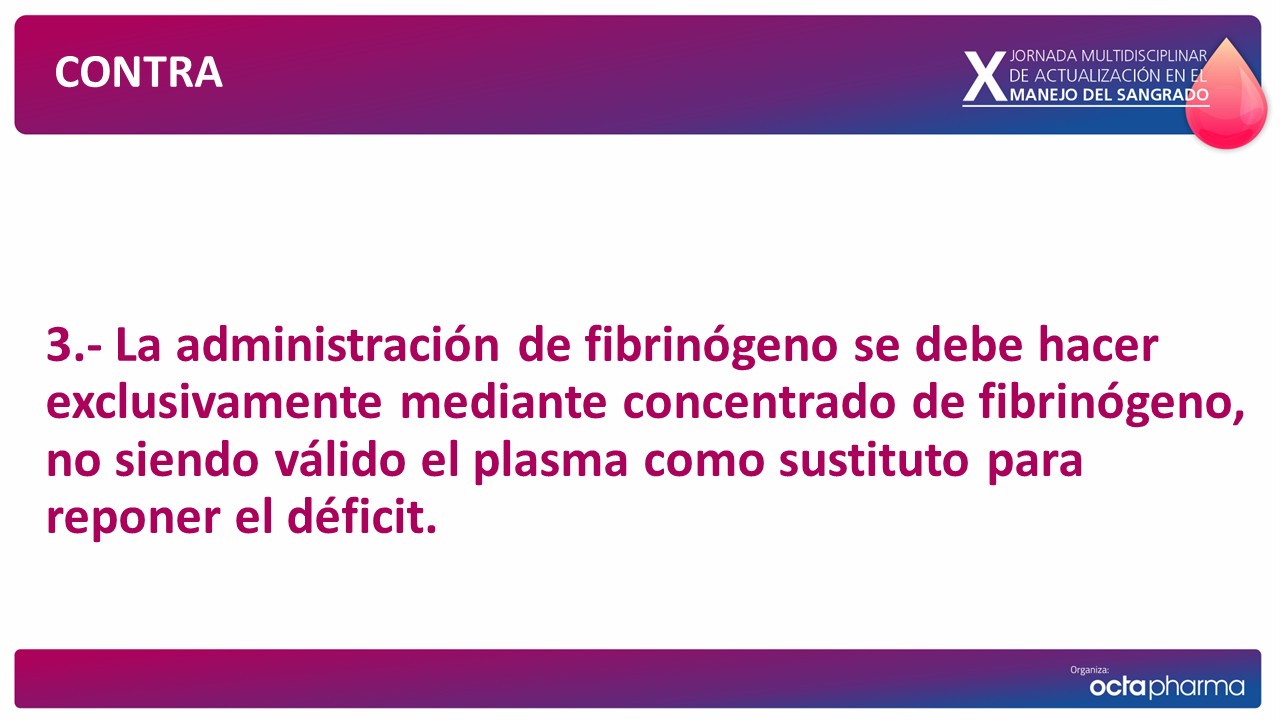 CONTRA
X JORNADA MULTIDISCIPLINAR
DE ACTUALIZACIÓN EN EL
MANEJO DEL SANGRADO
3.- La administración de fibrinógeno se debe hacer
exclusivamente mediante concentrado de fibrinógeno,
no siendo válido el plasma como sustituto para
reponer el déficit.
Organiza:
octapharma